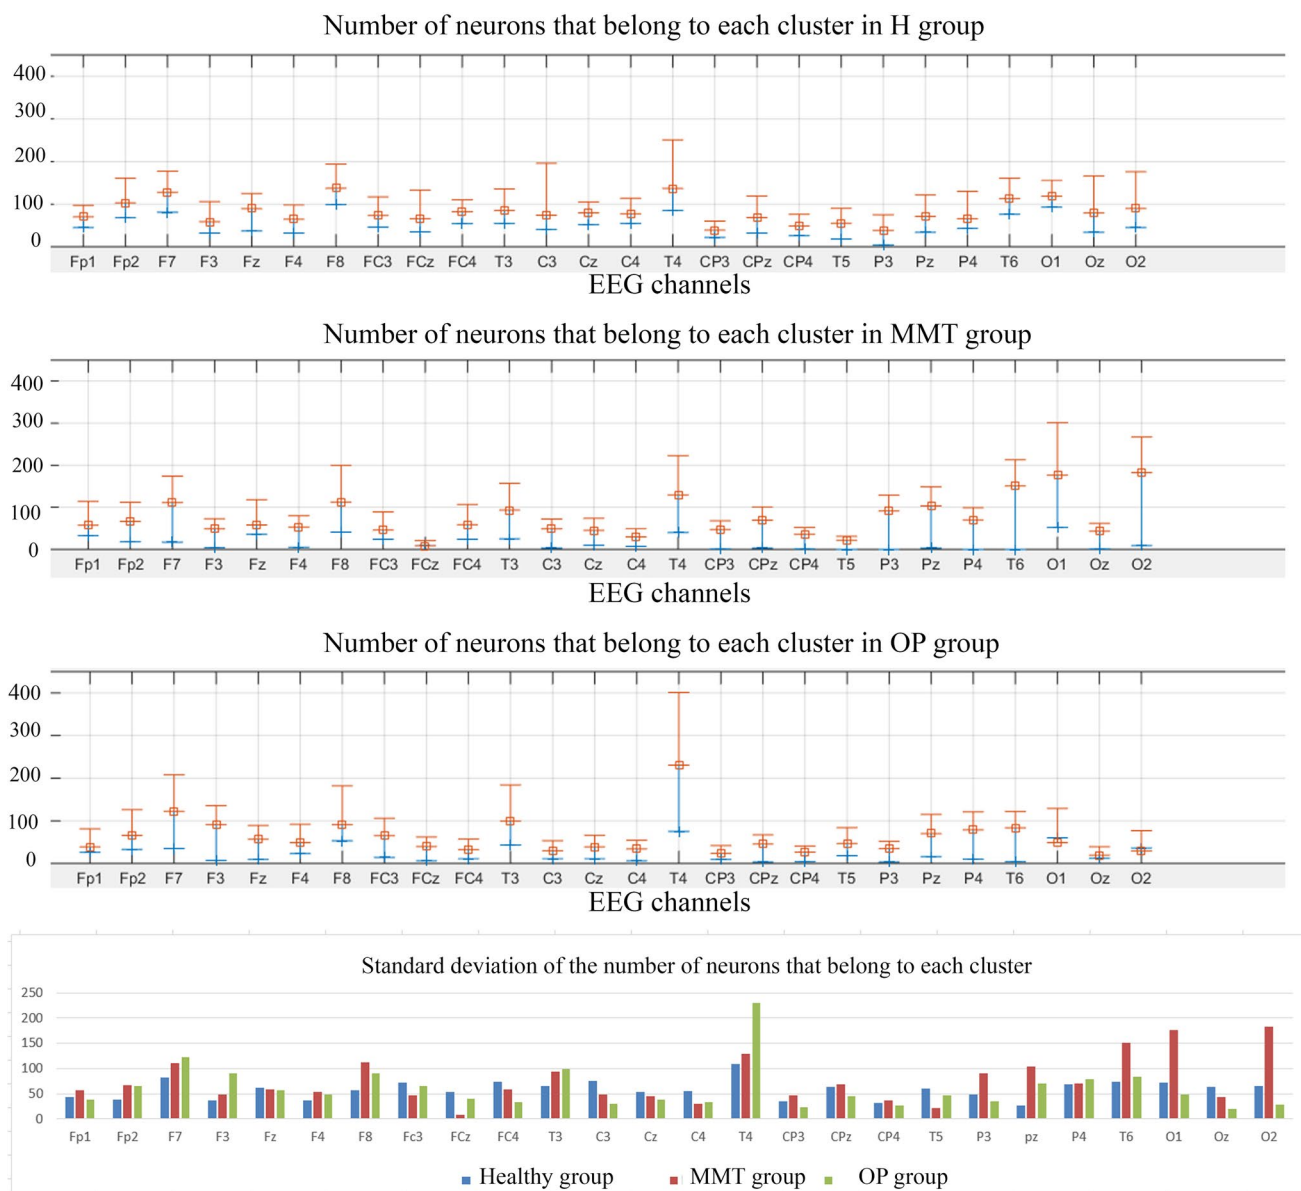 Number of neurons that belong to each cluster in H group
400
300
200
100
0
Fp1 Fp2 F7 F3 Fz F4 F8 FC3 FCz FC4 T3 C3 Cz C4 T4 CP3 CPz CP4 T5 P3 Pz P4 T6 O1 Oz O2
EEG channels
Number of neurons that belong to each cluster in MMT group
400
300
200
100
0
Fp1 Fp2 F7 F3 Fz F4 F8 FC3 FCz FC4 T3 C3 Cz C4 T4 CP3 CPz CP4 T5 P3 Pz P4 T6 O1 Oz O2
EEG channels
Number of neurons that belong to each cluster in OP group
400
300
200
100
0
Fp1 Fp2 F7 F3 Fz F4 F8 FC3 FCz FC4 T3 C3 Cz C4 T4 CP3 CPz CP4 T5 P3 Pz P4 T6 O1 Oz O2
EEG channels
Standard deviation of the number of neurons that belong to each cluster
250
200
150
100
50
0
Fp1 Fp2 F7 F3 Fz F4 F8 Fc3 FCz FC4 T3 C3 Cz C4 T4 CP3 CPz CP4 T5 P3 pz P4 T6 O1 Oz O2
Healthy group MMT group OP group